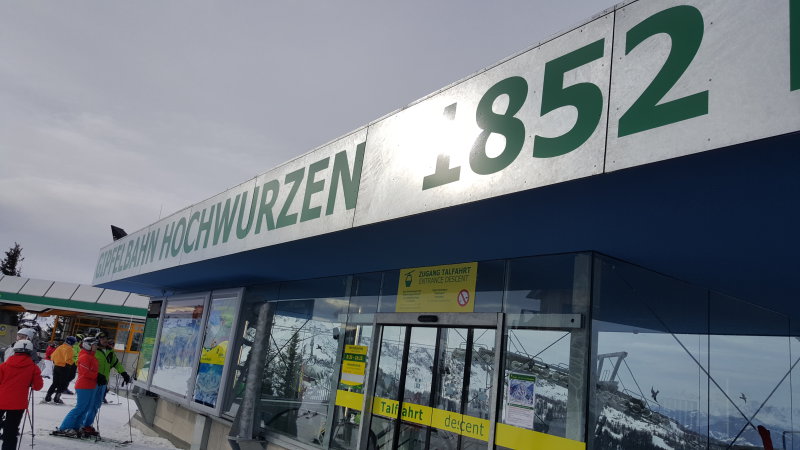 GIPFELBAHN HOCHWURZEN 1852
ZUGANG TALFAHRT
ENTRANCE DESCENT
Talfahrt descent